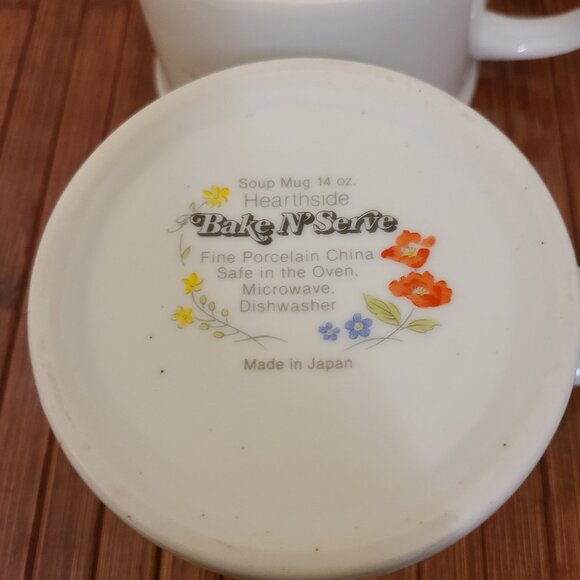 Soup Mug 14 oz.
Hearthside
Bake N' Serve
Fine Porcelain China
Safe in the Oven,
Microwave,
Dishwasher
Made in Japan